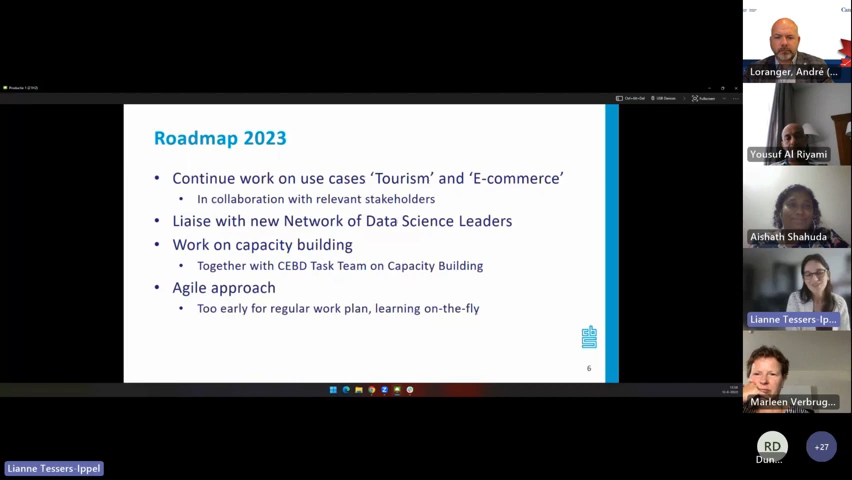 Roadmap 2023
• Continue work on use cases ‘Tourism’ and ‘E-commerce’
• In collaboration with relevant stakeholders
• Liaise with new Network of Data Science Leaders
• Work on capacity building
• Together with CEBD Task Team on Capacity Building
• Agile approach
• Too early for regular work plan, learning on-the-fly
6
Loranger, André (...
Yousuf Al Riyami
Aishath Shahuda
Lianne Tessers-Ip...
Marleen Verbrug...
RD
Dun...
+27
Lianne Tessers-Ippel